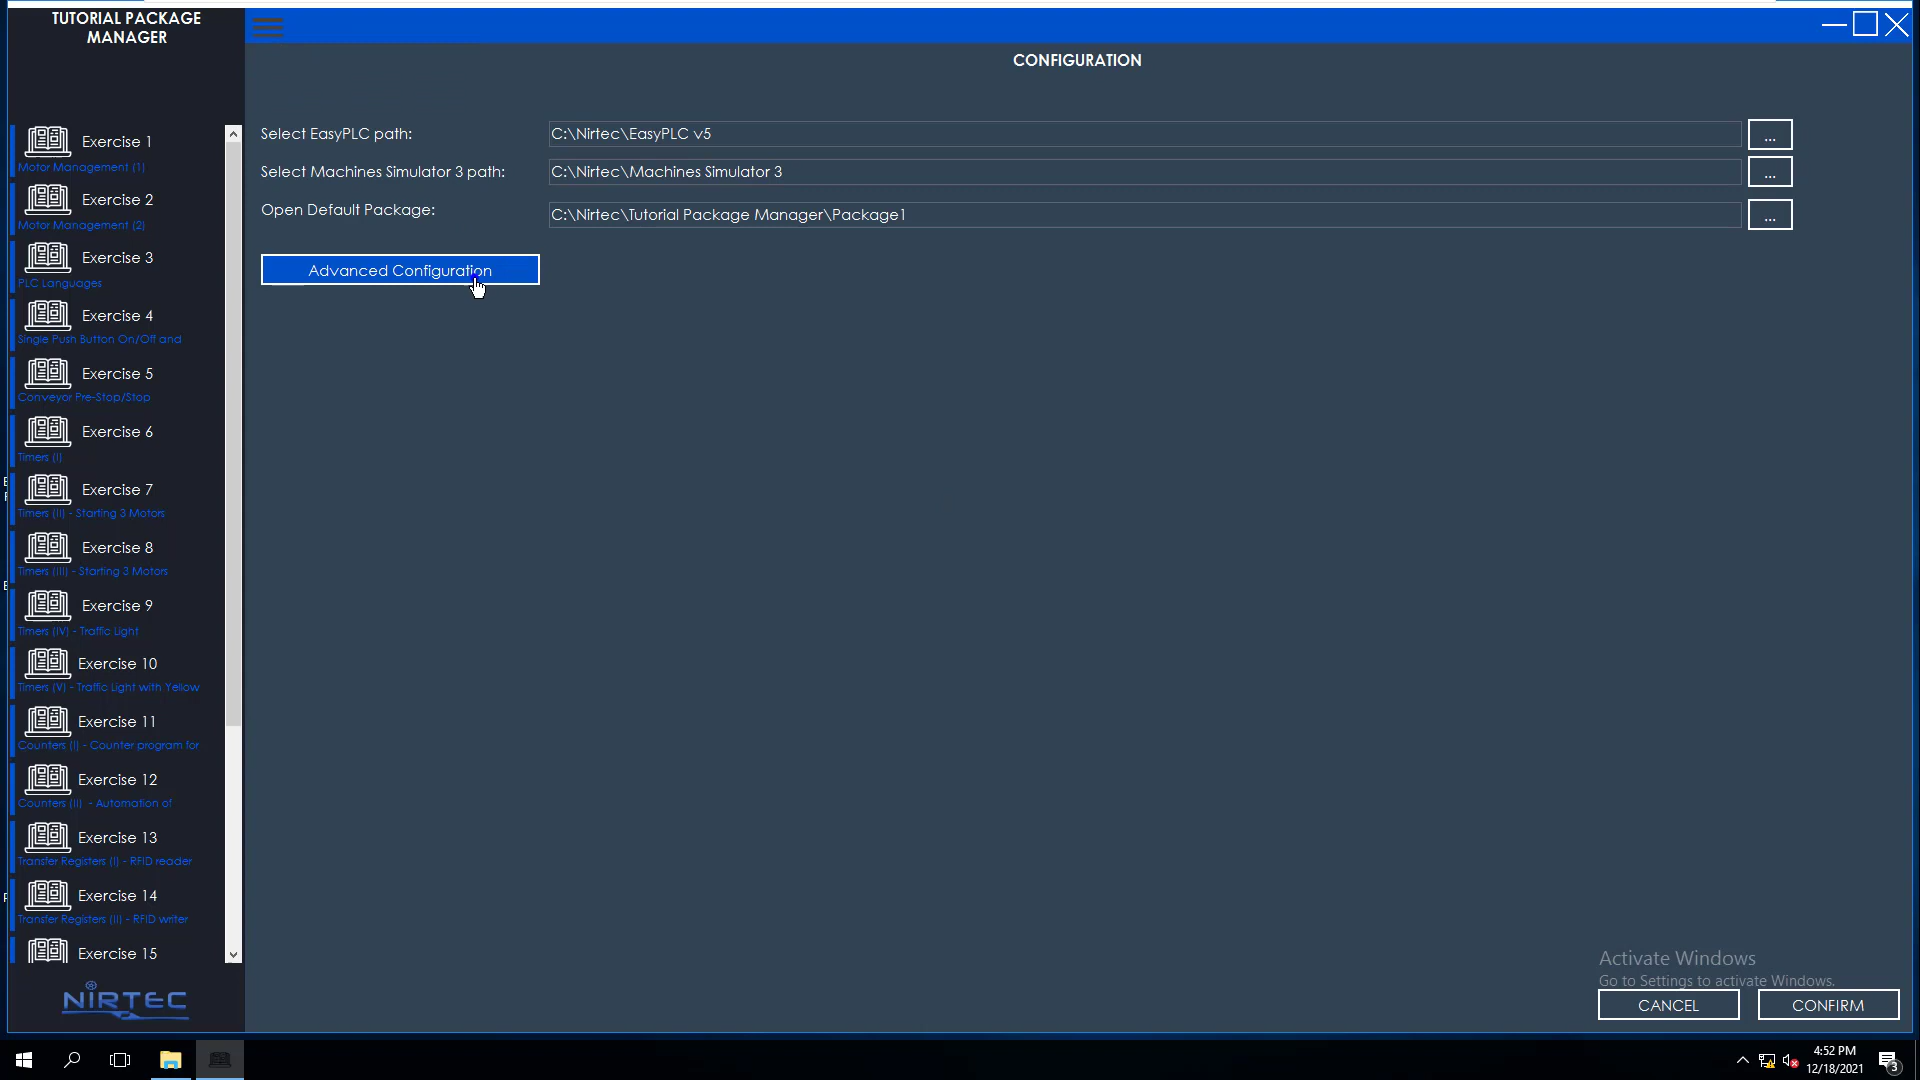 TUTORIAL PACKAGE
MANAGER
CONFIGURATION
Select EasyPLC path:
C:\Nirtec\EasyPLC v5
...
Select Machines Simulator 3 path:
C:\Nirtec\Machines Simulator 3
...
Open Default Package:
C:\Nirtec\Tutorial Package Manager\Package1
...
Advanced Configuration
Exercise 1
Motor Management (1)
Exercise 2
Motor Management (2)
Exercise 3
PLC Languages
Exercise 4
Single Push Button On/Off and
Exercise 5
Conveyor Pre-Stop/Stop
Exercise 6
Timers (I)
Exercise 7
Timers (II) - Starting 3 Motors
Exercise 8
Timers (III) - Starting 3 Motors
Exercise 9
Timers (IV) - Traffic Light
Exercise 10
Timers (V) - Traffic Light with Yellow
Exercise 11
Counters (I) - Counter program for
Exercise 12
Counters (II) - Automation of
Exercise 13
Transfer Registers (I) - RFID reader
Exercise 14
Transfer Registers (II) - RFID writer
Exercise 15
NIRTEC
Activate Windows
Go to Settings to activate Windows.
CANCEL
CONFIRM
4:52 PM
12/18/2021
3